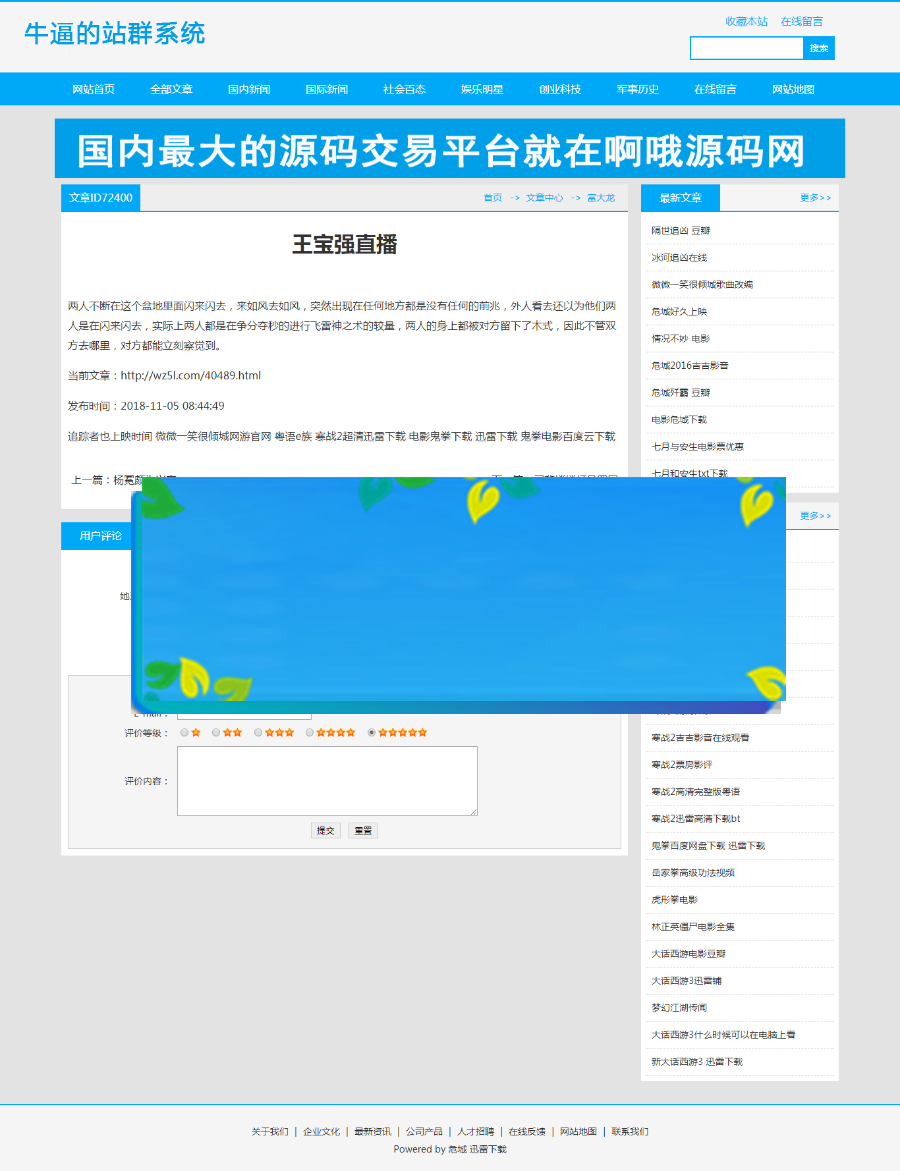 牛逼的站群系统
收藏本站 在线留言
搜索
网站首页 全部文章 国内新闻 国际新闻 社会百态 娱乐明星 创业科技 军事历史 在线留言 网站地图
国内最大的源码交易平台就在啊哦源码网
文章ID72400
首页 -> 文章中心 -> 富大龙
王宝强直播
两人不断在这个盆地里面闪来闪去，来如风去如风，突然出现在任何地方都是没有任何的前兆，外人看去还以为他们两
人是在闪来闪去，实际上两人都是在争分夺秒的进行飞雷神之术的较量，两人的身上都被对方留下了木式，因此不管双
方去哪里，对方都能立刻察觉到。
当前文章：http://wz5l.com/40489.html
发布时间：2018-11-05 08:44:49
追踪者也上映时间 微微一笑很倾城网游官网 粤语e族 寒战2超清迅雷下载 电影鬼拳下载 迅雷下载 鬼拳电影百度云下载
上一篇：杨幂颜
用户评论
E-mail：
评价等级：
评价内容：
提交 重置
最新文章 更多>>
隔世追凶 豆瓣
冰河追凶在线
微微一笑很倾城歌曲改编
危城好久上映
情况不妙 电影
危城2016吉吉影音
危城歼霸 豆瓣
电影危城下载
七月与安生电影票优惠
七月和安生txt下载
更多>>
寒战2吉吉影音在线观看
寒战2票房影评
寒战2高清完整版粤语
寒战2迅雷高清下载bt
鬼拳百度网盘下载 迅雷下载
岳家拳高级功法视频
虎形拳电影
林正英僵尸电影全集
大话西游电影豆瓣
大话西游3迅雷铺
梦幻江湖传闻
大话西游3什么时候可以在电脑上看
新大话西游3 迅雷下载
关于我们 | 企业文化 | 最新资讯 | 公司产品 | 人才招聘 | 在线反馈 | 网站地图 | 联系我们
Powered by 危城 迅雷下载